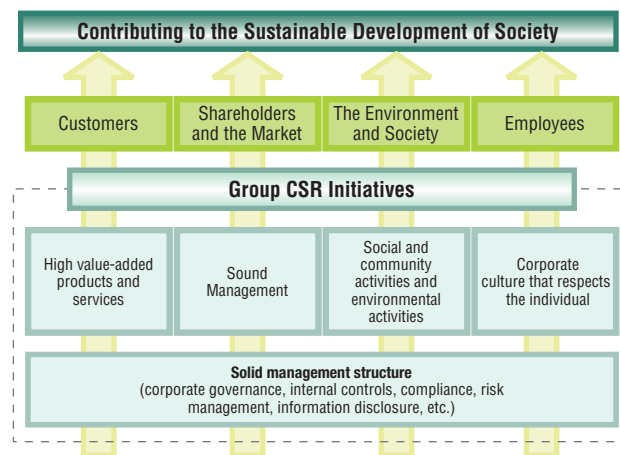 Contributing to the Sustainable Development of Society
Customers
Shareholders
and the Market
The Environment
and Society
Employees
Group CSR Initiatives
High value-added
products and
services
Sound
Management
Social and
community
activities and
environmental
activities
Corporate
culture that respects
the individual
Solid management structure
(corporate governance, internal controls, compliance, risk
management, information disclosure, etc.)